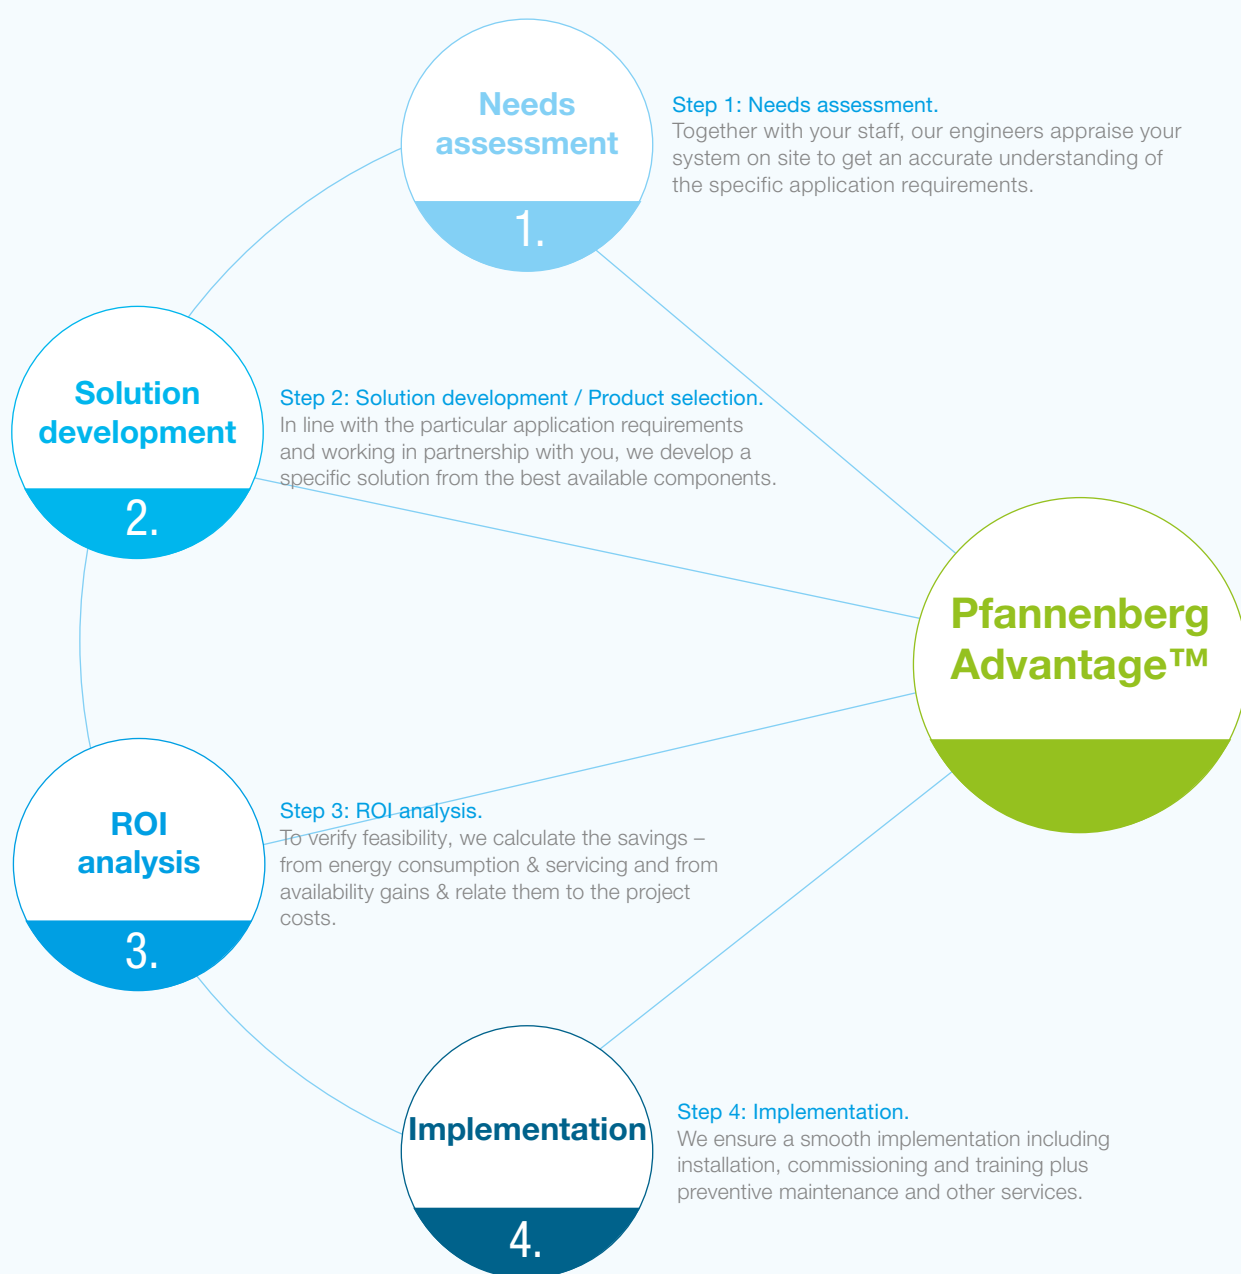 Needs
assessment
1.
Step 1: Needs assessment.
Together with your staff, our engineers appraise your
system on site to get an accurate understanding of
the specific application requirements.
Solution
development
2.
Step 2: Solution development / Product selection.
In line with the particular application requirements
and working in partnership with you, we develop a
specific solution from the best available components.
Pfannenberg
Advantage™
ROI
analysis
3.
Step 3: ROI analysis.
To verify feasibility, we calculate the savings –
from energy consumption & servicing and from
availability gains & relate them to the project
costs.
Implementation
4.
Step 4: Implementation.
We ensure a smooth implementation including
installation, commissioning and training plus
preventive maintenance and other services.